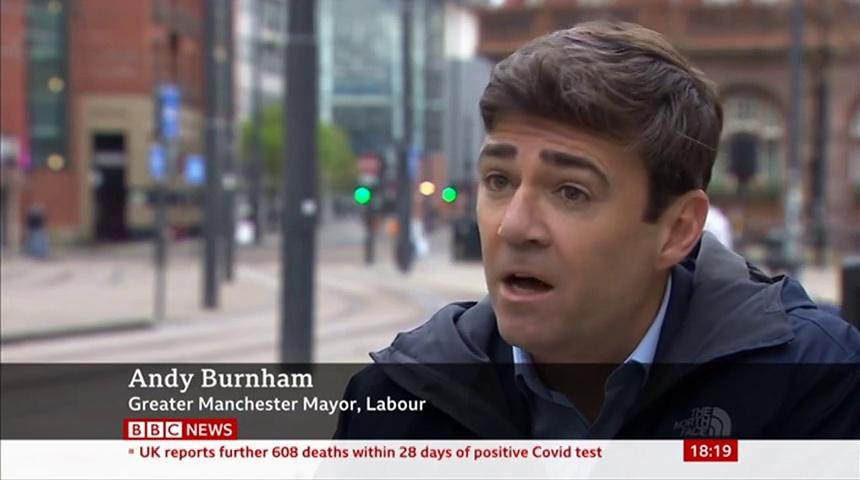 Andy Burnham
Greater Manchester Mayor, Labour
THE
NORTH
FACE
BBC NEWS
UK reports further 608 deaths within 28 days of positive Covid test
18:19